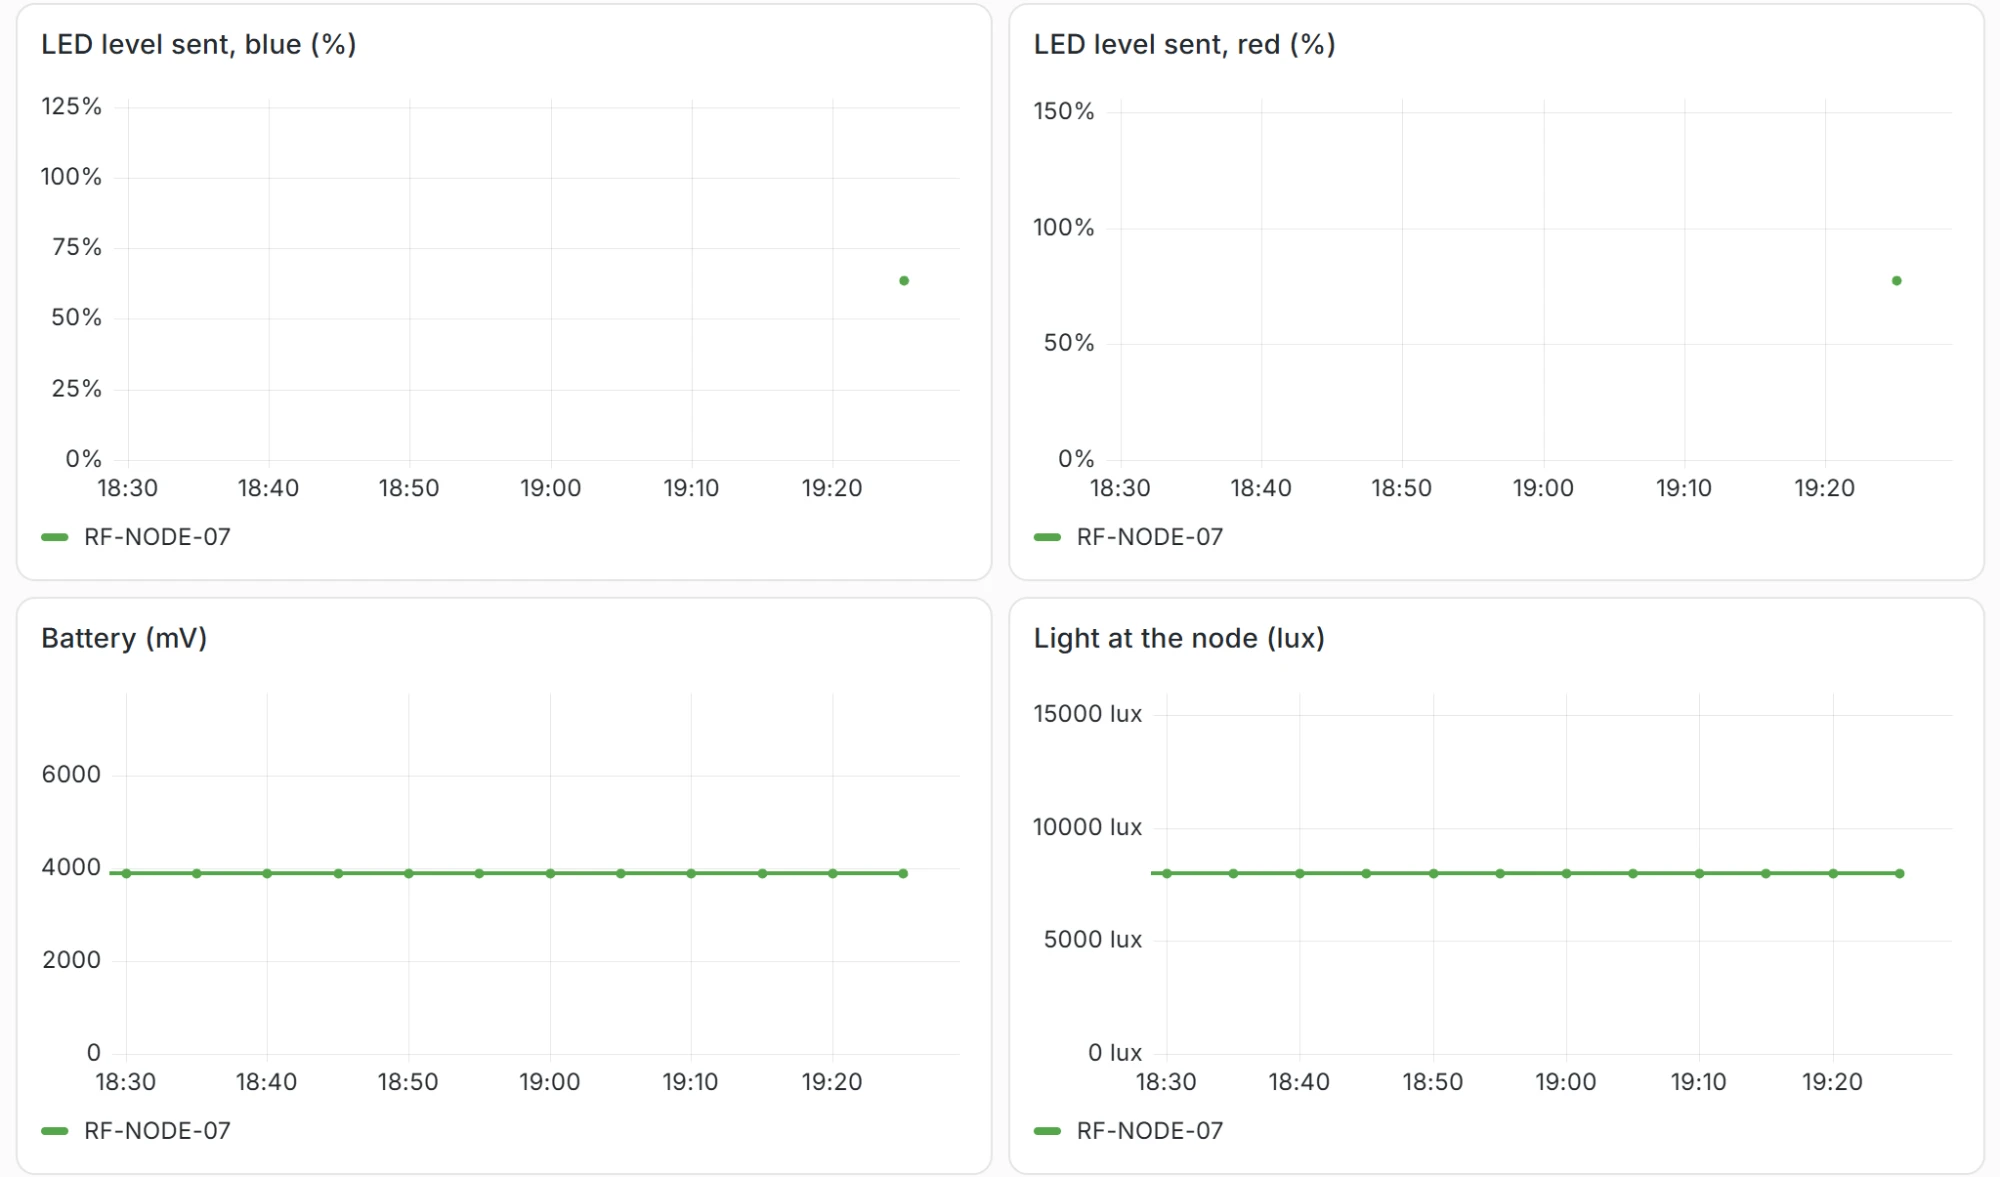 LED level sent, blue (%)
125%
100%
75%
50%
25%
0%
18:30 18:40 18:50 19:00 19:10 19:20
RF-NODE-07
LED level sent, red (%)
150%
100%
50%
0%
18:30 18:40 18:50 19:00 19:10 19:20
RF-NODE-07
Battery (mV)
6000
4000
2000
0
18:30 18:40 18:50 19:00 19:10 19:20
RF-NODE-07
Light at the node (lux)
15000 lux
10000 lux
5000 lux
0 lux
18:30 18:40 18:50 19:00 19:10 19:20
RF-NODE-07